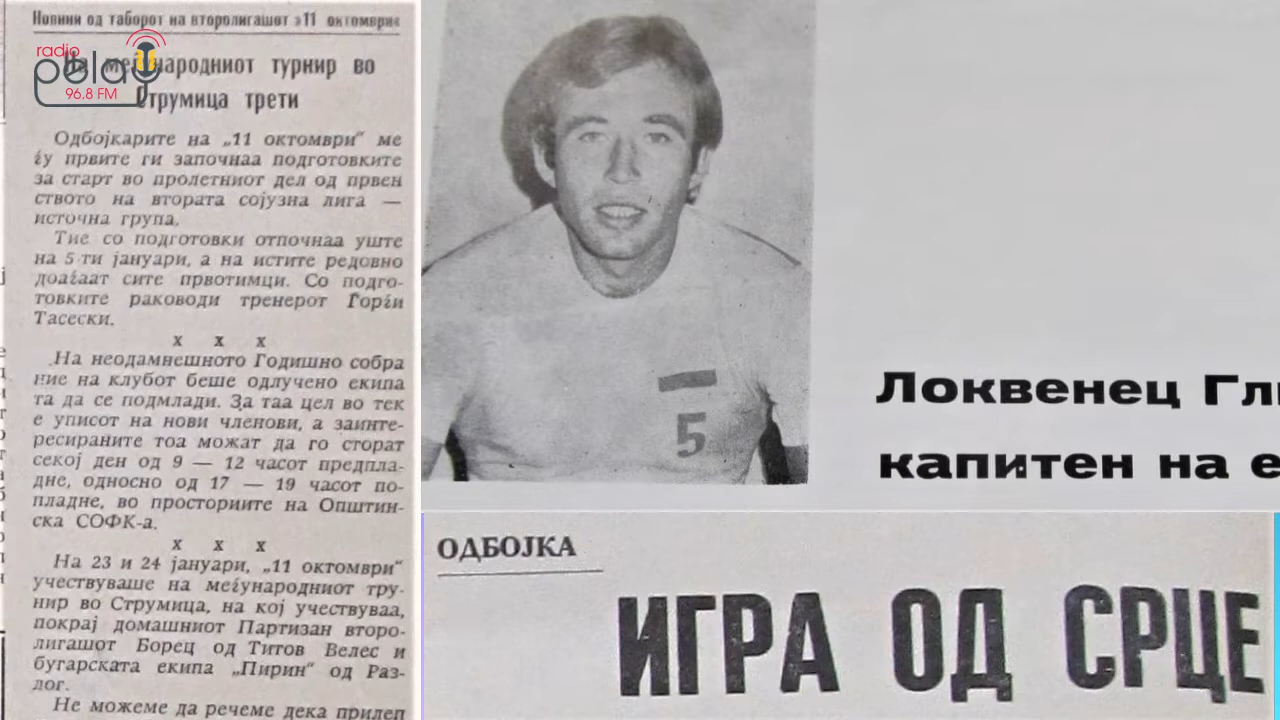 Новини од таборот на второлигашот »11 октомври«
radio
pelay
96.8 FM
На меѓународниот турнир во
Струмица трети
Одбојкарите на „11 октомври“ ме
ѓу првите ги започнаа подготовките
за старт во пролетниот дел од првен
ството на втората сојузна лига —
источна група.
Тие со подготовки отпочнаа уште
на 5-ти јануари, а на истите редовно
доаѓаат сите првотимци. Со подго-
товките раководи тренерот Ѓорѓи
Тасески.
х х х
На неодамнешното Годишно собра
ние на клубот беше одлучено екипа
та да се подмлади. За таа цел во тек
е уписот на нови членови, а заинте-
ресираните тоа можат да го сторат
секој ден од 9 — 12 часот предпла-
дне, односно од 17 — 19 часот по-
пладне, во просториите на Општин-
ска СОФК-а.
х х х
На 23 и 24 јануари, „11 октомври“
учествуваше на меѓународниот тру-
нир во Струмица, на кој учествуваа,
покрај домашниот Партизан второ-
лигашот Борец од Титов Велес и
бугарската екипа „Пирин“ од Раз-
лог.
Не можеме да речеме дека прилеп
5
Локвенец Гли
капитен на е
ОДБОЈКА
ИГРА ОД СРЦЕ